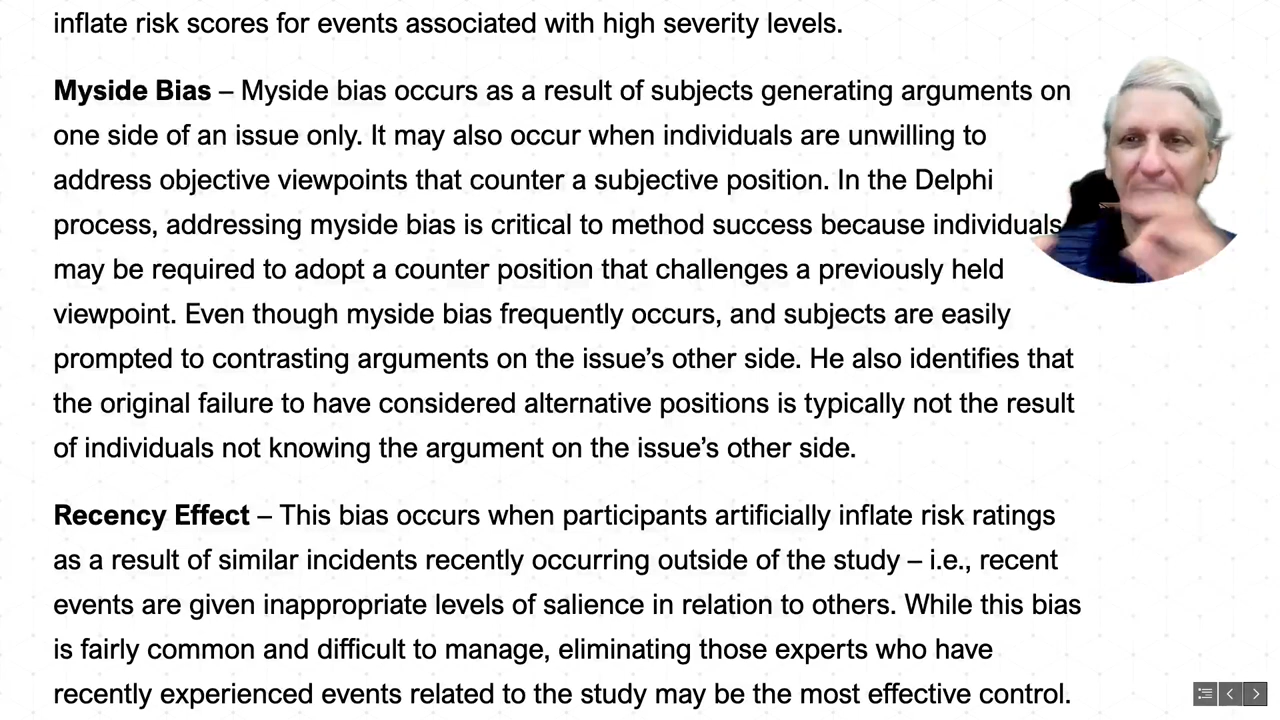 inflate risk scores for events associated with high severity levels.
Myside Bias – Myside bias occurs as a result of subjects generating arguments on
one side of an issue only. It may also occur when individuals are unwilling to
address objective viewpoints that counter a subjective position. In the Delphi
process, addressing myside bias is critical to method success because individuals
may be required to adopt a counter position that challenges a previously held
viewpoint. Even though myside bias frequently occurs, and subjects are easily
prompted to contrasting arguments on the issue’s other side. He also identifies that
the original failure to have considered alternative positions is typically not the result
of individuals not knowing the argument on the issue’s other side.
Recency Effect – This bias occurs when participants artificially inflate risk ratings
as a result of similar incidents recently occurring outside of the study – i.e., recent
events are given inappropriate levels of salience in relation to others. While this bias
is fairly common and difficult to manage, eliminating those experts who have
recently experienced events related to the study may be the most effective control.